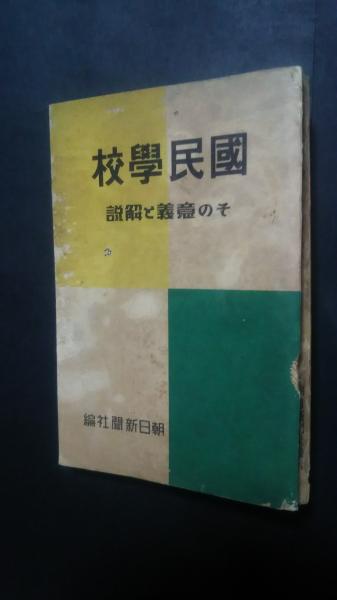 國民學校
その意義と解説
朝日新聞社編